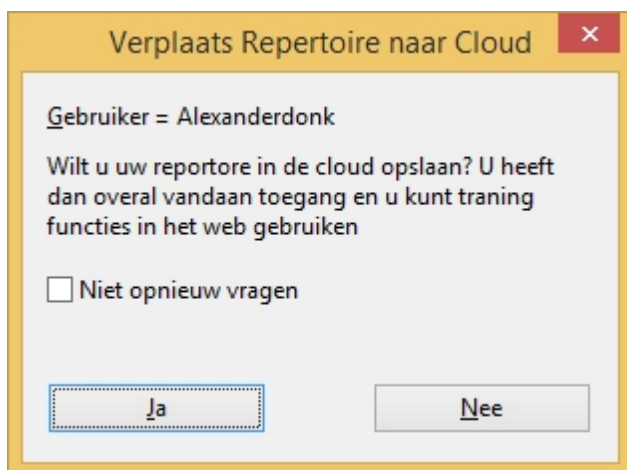 Verplaats Repertoire naar Cloud
Gebruiker = Alexanderdonk
Wilt u uw reportore in de cloud opslaan? U heeft
dan overal vandaan toegang en u kunt traning
functies in het web gebruiken
Niet opnieuw vragen
Ja
Nee